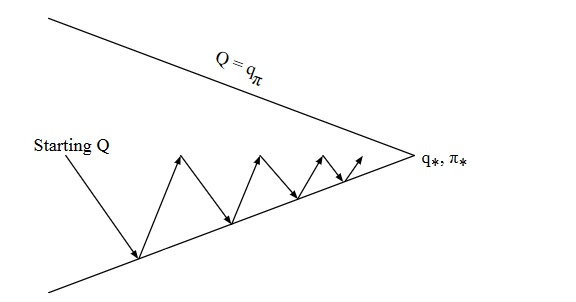 Q = qπ
Starting Q
q*, π*